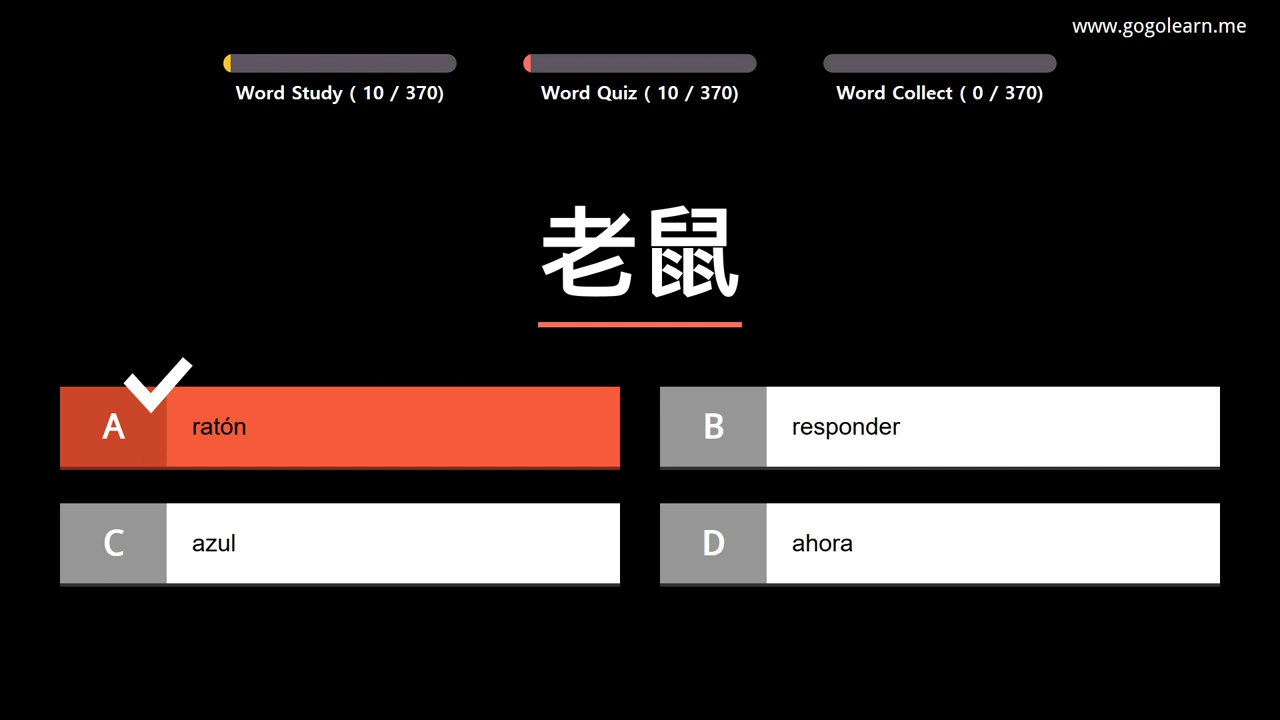 www.gogolearn.me
Word Study ( 10 / 370)
Word Quiz ( 10 / 370)
Word Collect ( 0 / 370)
老鼠
A ratón
B responder
C azul
D ahora